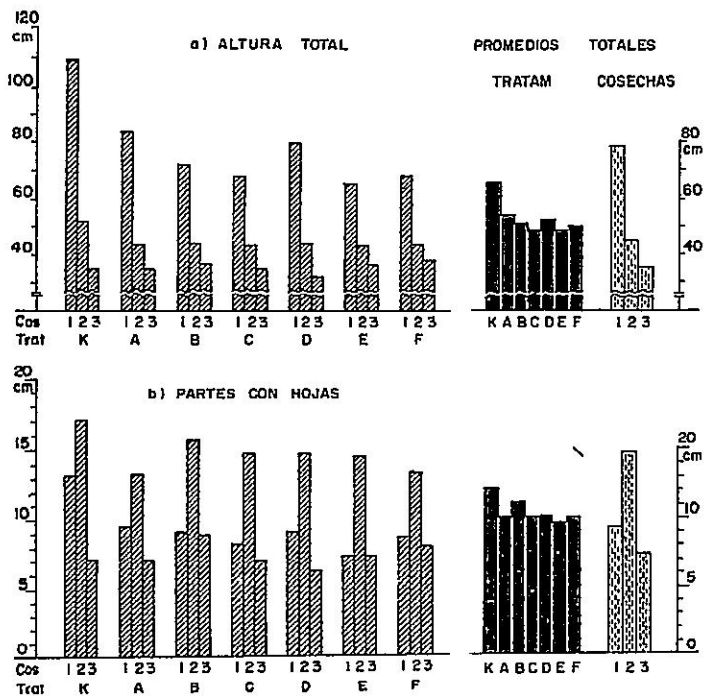 120
cm
100
80
60
40
a) ALTURA TOTAL
PROMEDIOS TOTALES
TRATAM COSECHAS
80
cm
60
40
Cos 1 2 3 1 2 3 1 2 3 1 2 3 1 2 3 1 2 3 1 2 3
Trat K A B C D E F
K A B C D E F
1 2 3
20
cm
15
10
5
0
b) PARTES CON HOJAS
20
cm
15
10
5
0
Cos 1 2 3 1 2 3 1 2 3 1 2 3 1 2 3 1 2 3 1 2 3
Trat K A B C D E F
K A B C D E F
1 2 3